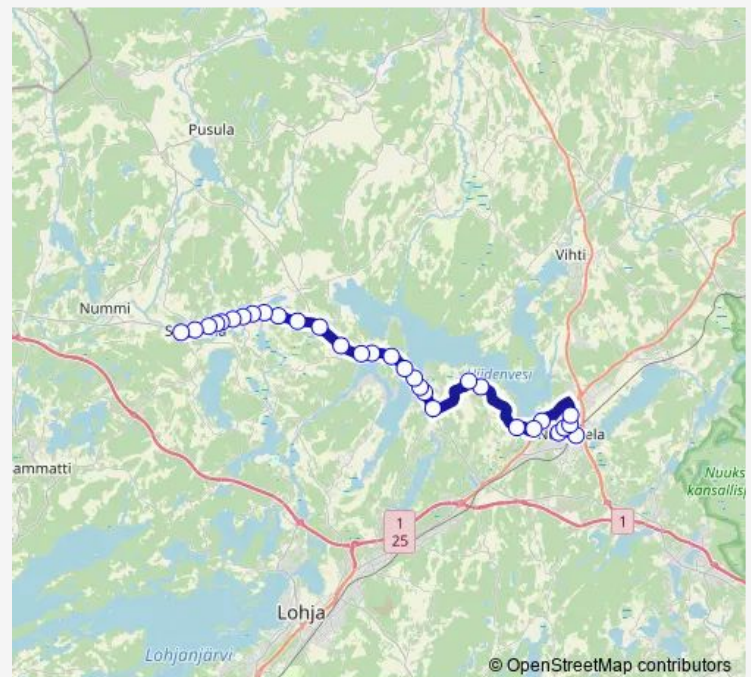 Pusula
Vihti
Nummi
Hiidenvesi
ammatti
Nuuks
kansallisp
1
25
1
Lohja
Lohjanjärvi
© OpenStreetMap contributors